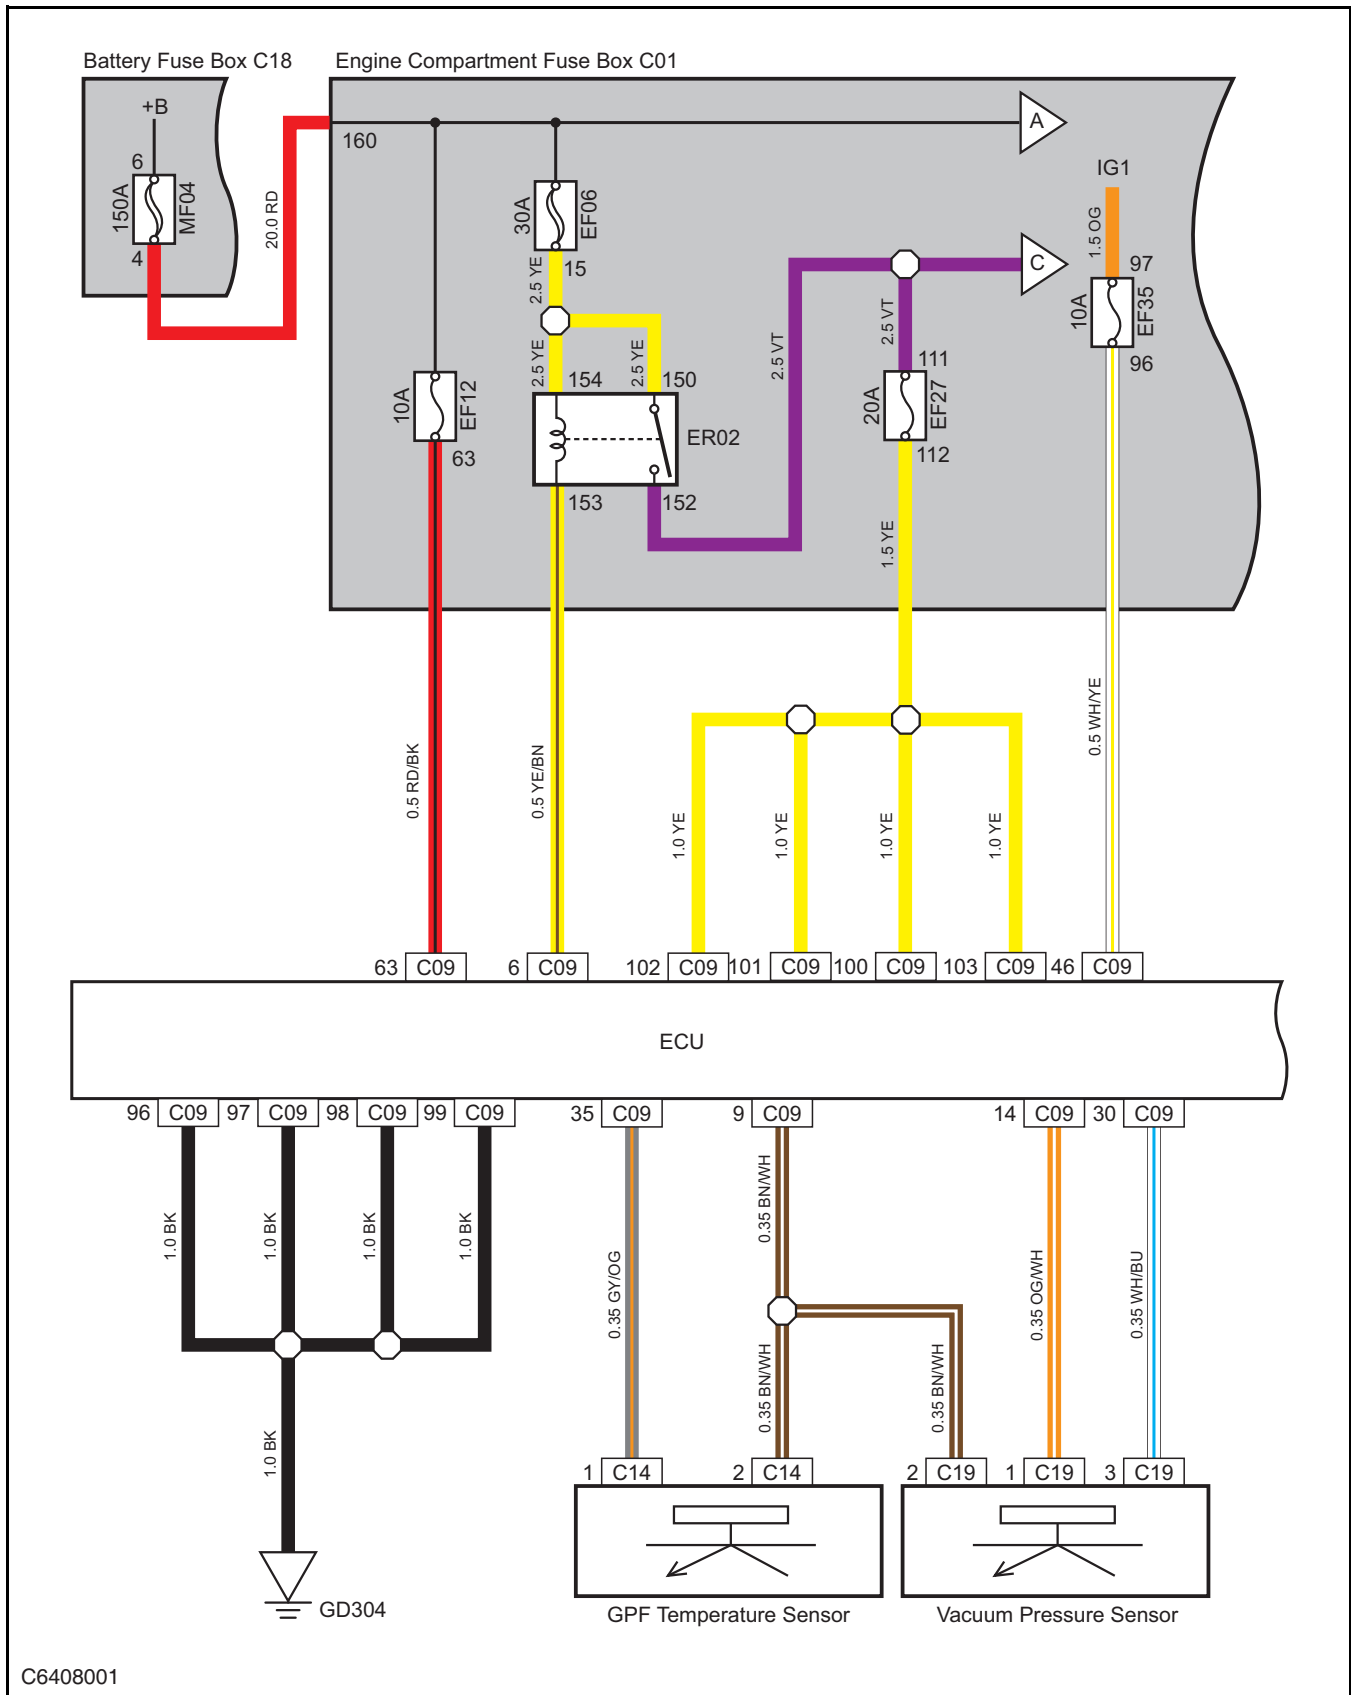 Battery Fuse Box C18
Engine Compartment Fuse Box C01
+B
6
150A
MF04
4
20.0 RD
160
A
30A
EF06
15
2.5 YE
2.5 YE
154
2.5 YE
150
ER02
153
152
10A
EF12
63
2.5 VT
2.5 VT
C
111
20A
EF27
112
1.5 YE
IG1
1.5 OG
97
10A
EF35
96
0.5 RD/BK
0.5 YE/BN
1.0 YE
1.0 YE
1.0 YE
1.0 YE
0.5 WH/YE
63 C09
6 C09
102 C09
101 C09
100 C09
103 C09
46 C09
ECU
96 C09
97 C09
98 C09
99 C09
35 C09
9 C09
14 C09
30 C09
1.0 BK
1.0 BK
1.0 BK
1.0 BK
1.0 BK
0.35 GY/OG
0.35 BN/WH
0.35 BN/WH
0.35 BN/WH
0.35 OG/WH
0.35 WH/BU
1 C14
2 C14
2 C19
1 C19
3 C19
GD304
GPF Temperature Sensor
Vacuum Pressure Sensor
C6408001